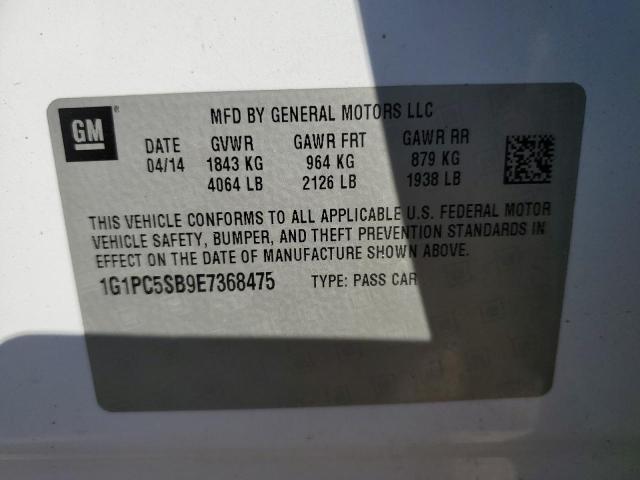 GM ®
MFD BY GENERAL MOTORS LLC
DATE GVWR GAWR FRT GAWR RR
04/14 1843 KG 964 KG 879 KG
4064 LB 2126 LB 1938 LB
THIS VEHICLE CONFORMS TO ALL APPLICABLE U.S. FEDERAL MOTOR
VEHICLE SAFETY, BUMPER, AND THEFT PREVENTION STANDARDS IN
EFFECT ON THE DATE OF MANUFACTURE SHOWN ABOVE.
1G1PC5SB9E7368475 TYPE: PASS CAR